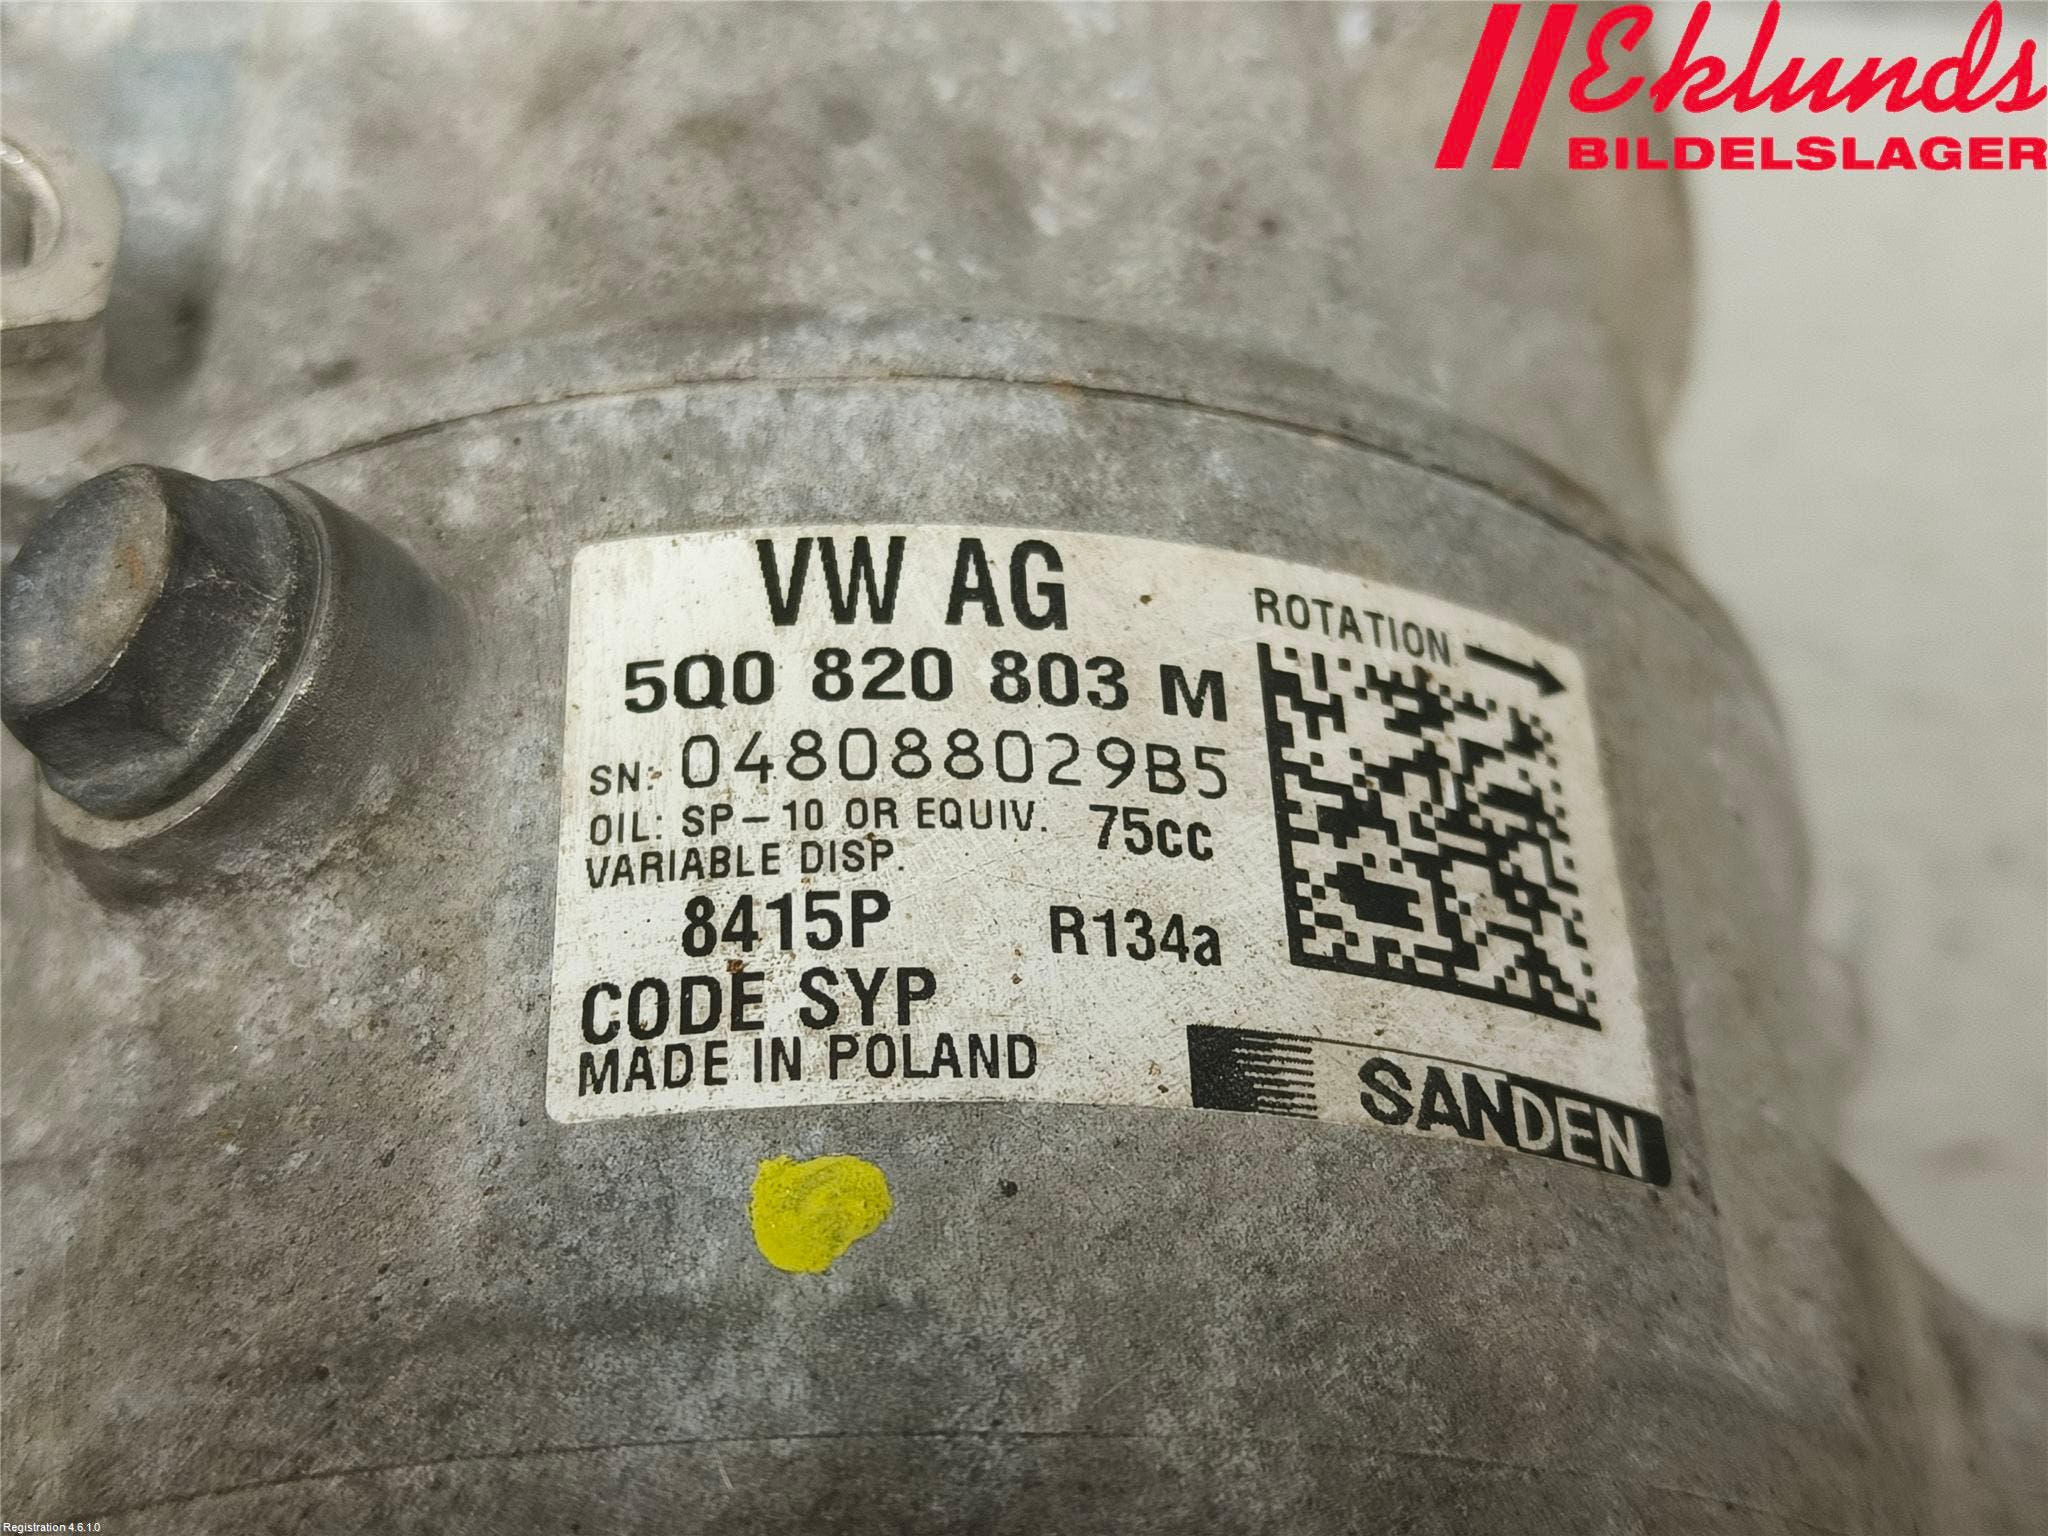 Eklunds
BILDELSLAGER
VW AG
ROTATION
5Q0 820 803 M
SN: 048088029B5
OIL: SP-10 OR EQUIV. 75cc
VARIABLE DISP.
8415P R134a
CODE SYP
MADE IN POLAND
SANDEN
Registration 4.6.1.0